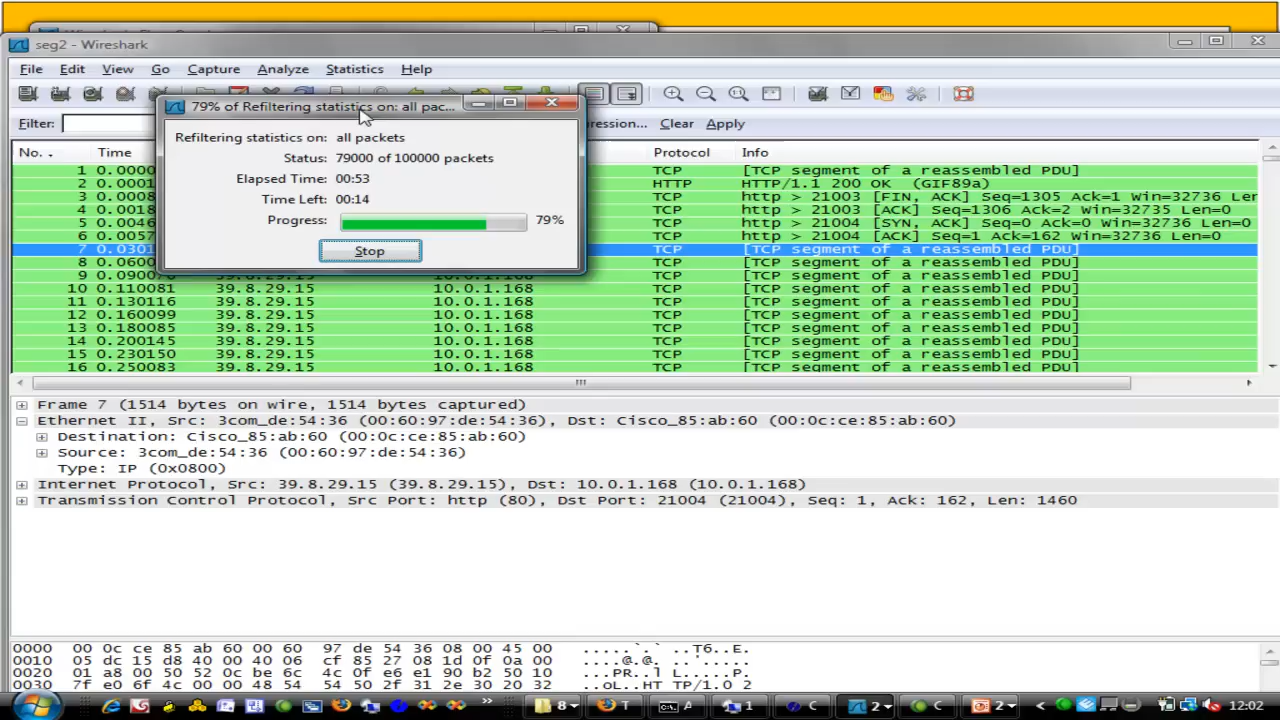 seg2 - Wireshark
File Edit View Go Capture Analyze Statistics Help
79% of Refiltering statistics on: all pac...
Refiltering statistics on: all packets
Status: 79000 of 100000 packets
Elapsed Time: 00:53
Time Left: 00:14
Progress: 79%
Stop
Filter: ression... Clear Apply
No. Time Protocol Info
1 0.0000 TCP [TCP segment of a reassembled PDU]
2 0.0001 HTTP HTTP/1.1 200 OK (GIF89a)
3 0.0008 TCP http > 21003 [FIN, ACK] Seq=1305 Ack=1 Win=32736 Len
4 0.0018 TCP http > 21003 [ACK] Seq=1306 Ack=2 Win=32735 Len=0
5 0.0046 TCP http > 21004 [SYN, ACK] Seq=0 Ack=0 Win=32736 Len=0
6 0.0057 TCP http > 21004 [ACK] Seq=1 Ack=162 Win=32736 Len=0
7 0.0301 TCP [TCP segment of a reassembled PDU]
8 0.0600 TCP [TCP segment of a reassembled PDU]
9 0.090070 39.8.29.15 10.0.1.168 TCP [TCP segment of a reassembled PDU]
10 0.110081 39.8.29.15 10.0.1.168 TCP [TCP segment of a reassembled PDU]
11 0.130116 39.8.29.15 10.0.1.168 TCP [TCP segment of a reassembled PDU]
12 0.160099 39.8.29.15 10.0.1.168 TCP [TCP segment of a reassembled PDU]
13 0.180085 39.8.29.15 10.0.1.168 TCP [TCP segment of a reassembled PDU]
14 0.200145 39.8.29.15 10.0.1.168 TCP [TCP segment of a reassembled PDU]
15 0.230150 39.8.29.15 10.0.1.168 TCP [TCP segment of a reassembled PDU]
16 0.250083 39.8.29.15 10.0.1.168 TCP [TCP segment of a reassembled PDU]
Frame 7 (1514 bytes on wire, 1514 bytes captured)
Ethernet II, Src: 3com_de:54:36 (00:60:97:de:54:36), Dst: Cisco_85:ab:60 (00:0c:ce:85:ab:60)
Destination: Cisco_85:ab:60 (00:0c:ce:85:ab:60)
Source: 3com_de:54:36 (00:60:97:de:54:36)
Type: IP (0x0800)
Internet Protocol, Src: 39.8.29.15 (39.8.29.15), Dst: 10.0.1.168 (10.0.1.168)
Transmission Control Protocol, Src Port: http (80), Dst Port: 21004 (21004), Seq: 1, Ack: 162, Len: 1460
0000 00 0c ce 85 ab 60 00 60 97 de 54 36 08 00 45 00 .....`.` ..T6..E.
0010 05 dc 15 d8 40 00 40 06 cf 85 27 08 1d 0f 0a 00 ....@.@. ..'.....
0020 01 a8 00 50 52 0c be 6c 4c 0f e6 e1 90 b2 50 10 ...PR..l L.....P.
0030 7f e0 6f 4c 00 00 48 54 54 50 2f 31 2e 30 20 32 ..oL..HT TP/1.0 2
8 T A 1 C 2 C 2 12:02